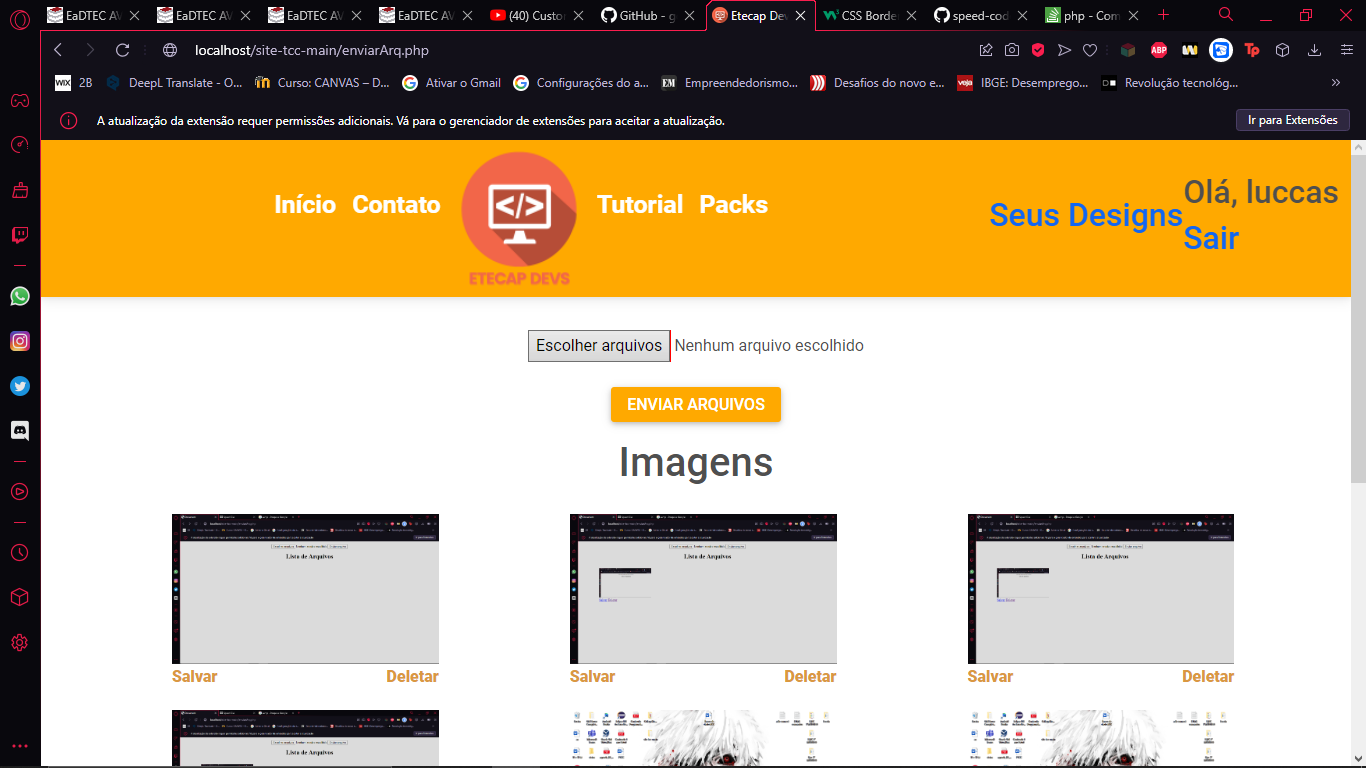 EaDTEC AV
EaDTEC AV
EaDTEC AV
EaDTEC AV
(40) Custo
GitHub - g
Etecap Dev
CSS Borde
speed-cod
php - Com
localhost/site-tcc-main/enviarArq.php
ABP
Tp
WIX 2B
DeepL Translate - O...
Curso: CANVAS – D...
Ativar o Gmail
Configurações do a...
EM Empreendedorismo...
Desafios do novo e...
veja IBGE: Desemprego...
Revolução tecnológ...
A atualização da extensão requer permissões adicionais. Vá para o gerenciador de extensões para aceitar a atualização.
Ir para Extensões
Início Contato
</>
ETECAP DEVS
Tutorial Packs
Seus Designs
Olá, luccas
Sair
Escolher arquivos Nenhum arquivo escolhido
ENVIAR ARQUIVOS
Imagens
Lista de Arquivos
Lista de Arquivos
Lista de Arquivos
Salvar Deletar
Salvar Deletar
Salvar Deletar
Lista de Arquivos